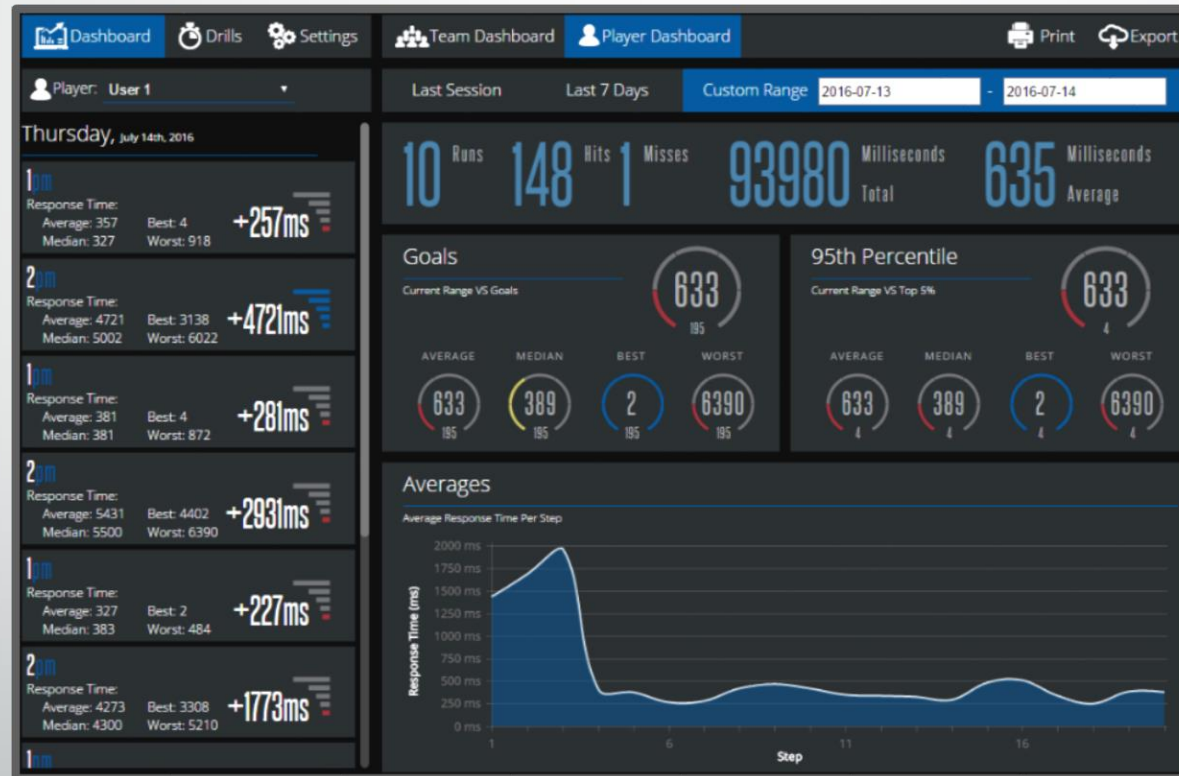 Dashboard Drills Settings Team Dashboard Player Dashboard Print Export
Player: User 1
Last Session Last 7 Days Custom Range 2016-07-13 - 2016-07-14
Thursday, July 14th, 2016
1pm
Response Time:
Average: 357 Best: 4
Median: 327 Worst: 918
+257ms
2pm
Response Time:
Average: 4721 Best: 3138
Median: 5002 Worst: 6022
+4721ms
1pm
Response Time:
Average: 381 Best: 4
Median: 381 Worst: 872
+281ms
2pm
Response Time:
Average: 5431 Best: 4402
Median: 5500 Worst: 6390
+2931ms
1pm
Response Time:
Average: 327 Best: 2
Median: 383 Worst: 484
+227ms
2pm
Response Time:
Average: 4273 Best: 3308
Median: 4300 Worst: 5210
+1773ms
1pm
10 Runs 148 Hits 1 Misses 93980 Milliseconds Total 635 Milliseconds Average
Goals
Current Range VS Goals
633
195
AVERAGE MEDIAN BEST WORST
633 389 2 6390
195 195 195 195
95th Percentile
Current Range VS Top 5%
633
4
AVERAGE MEDIAN BEST WORST
633 389 2 6390
4 4 4 4
Averages
Average Response Time Per Step
Response Time (ms)
2000 ms
1750 ms
1500 ms
1250 ms
1000 ms
750 ms
500 ms
250 ms
0 ms
1 6 11 16
Step